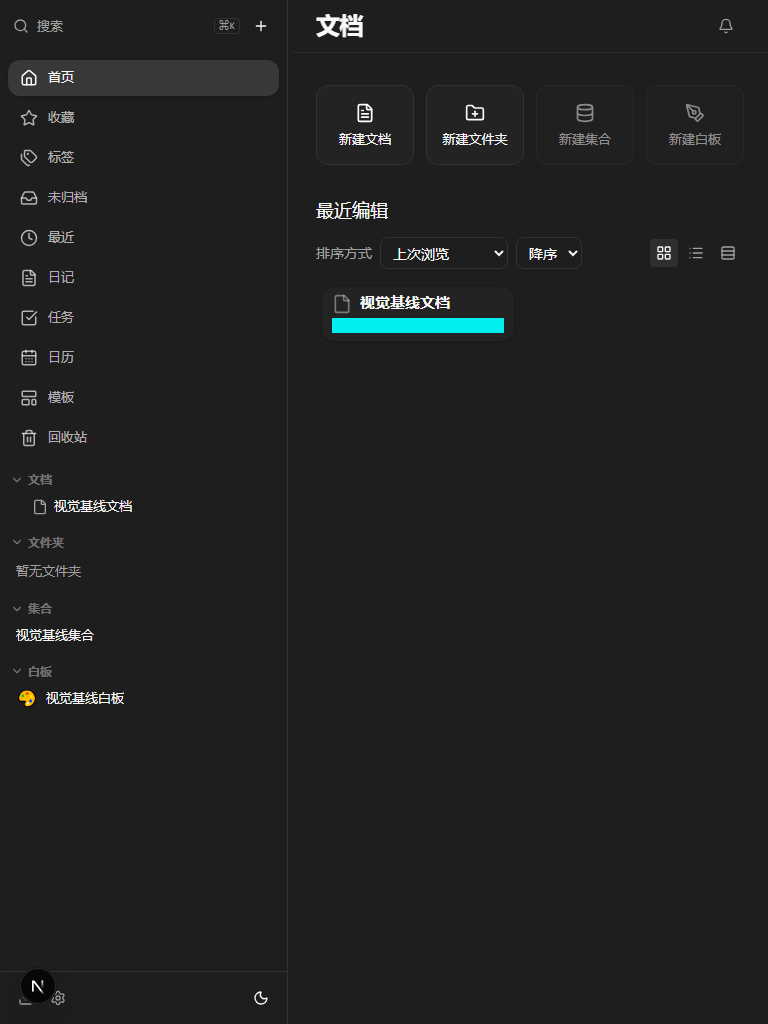 搜索
⌘K
首页
收藏
标签
未归档
最近
日记
任务
日历
模板
回收站
文档
视觉基线文档
文件夹
暂无文件夹
集合
视觉基线集合
白板
视觉基线白板
N
文档
新建文档
新建文件夹
新建集合
新建白板
最近编辑
排序方式
上次浏览
降序
视觉基线文档